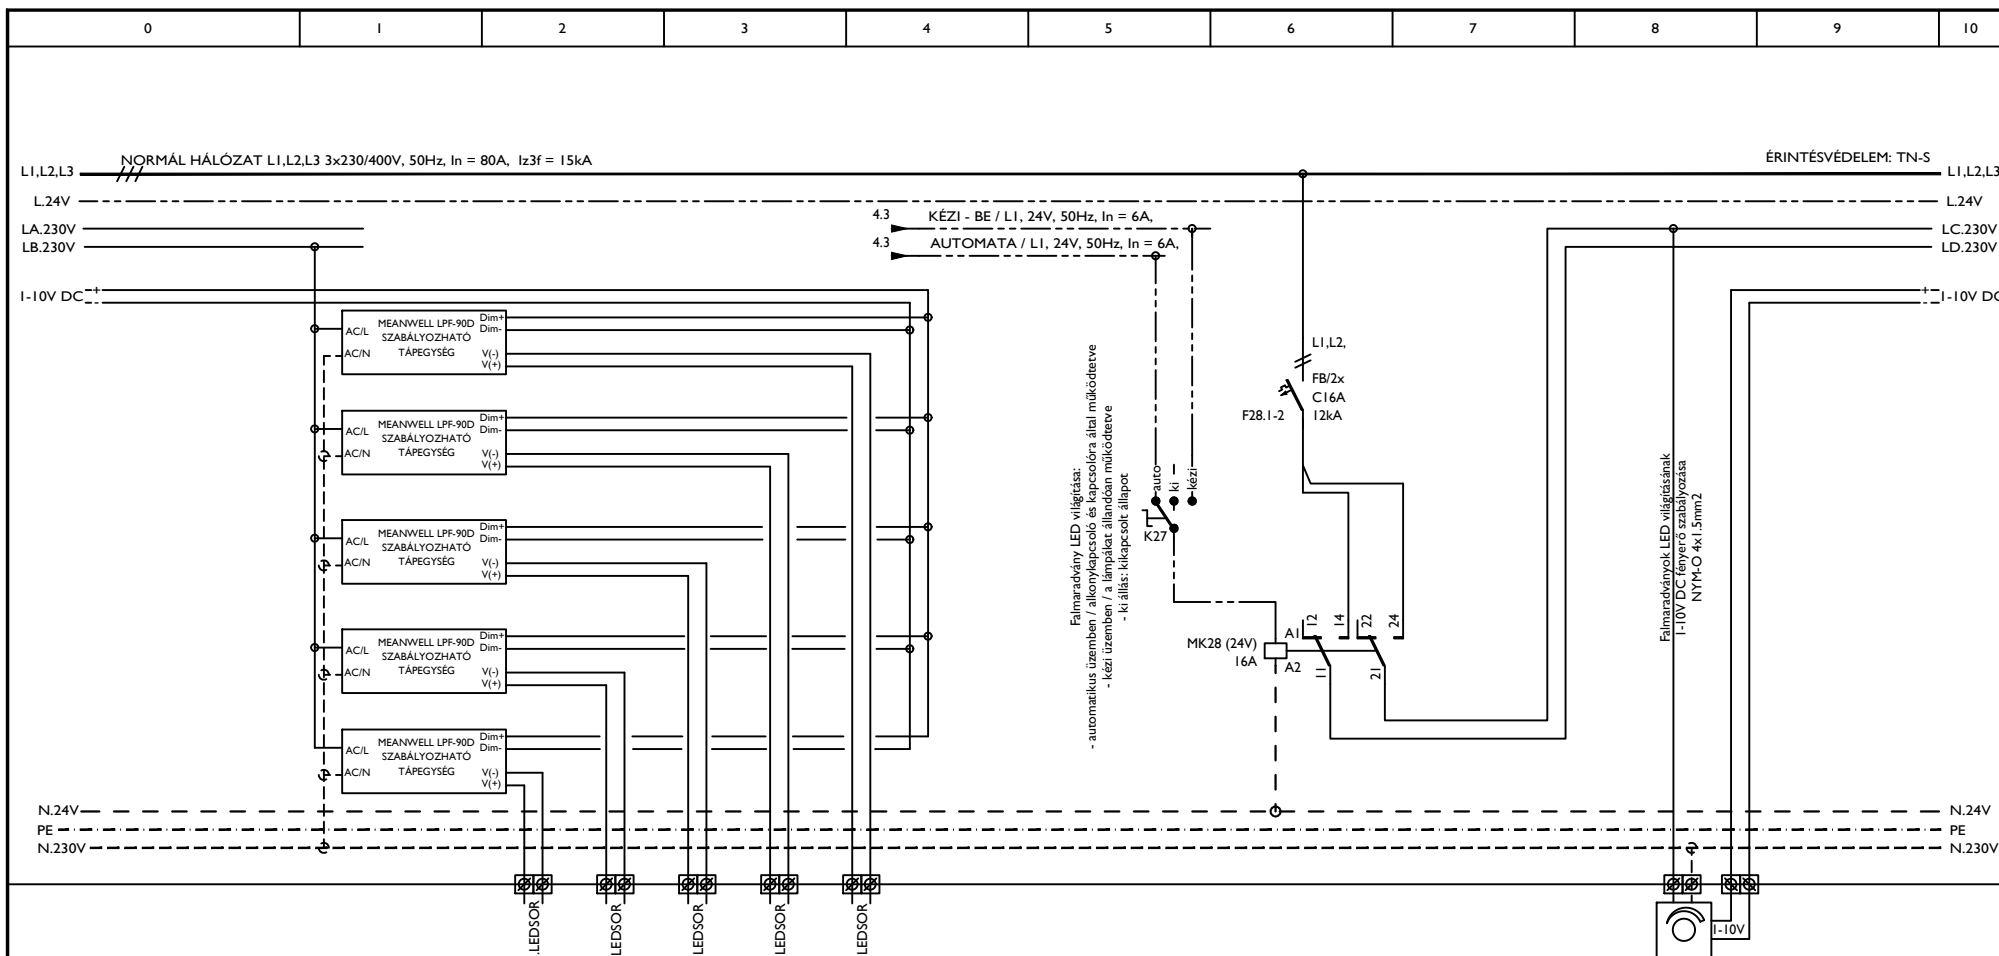 0 1 2 3 4 5 6 7 8 9 10
NORMÁL HÁLÓZAT L1,L2,L3 3x230/400V, 50Hz, In = 80A, Iz3f = 15kA
ÉRINTÉSVÉDELEM: TN-S
L1,L2,L3
L1,L2,L3
L.24V
L.24V
4.3 KÉZI - BE / L1, 24V, 50Hz, In = 6A,
LA.230V
LC.230V
4.3 AUTOMATA / L1, 24V, 50Hz, In = 6A,
LB.230V
LD.230V
1-10V DC + -
+ - 1-10V DC
AC/L
AC/N
MEANWELL LPF-90D
SZABÁLYOZHATÓ
TÁPEGYSÉG
Dim+
Dim-
V(-)
V(+)
AC/L
AC/N
MEANWELL LPF-90D
SZABÁLYOZHATÓ
TÁPEGYSÉG
Dim+
Dim-
V(-)
V(+)
AC/L
AC/N
MEANWELL LPF-90D
SZABÁLYOZHATÓ
TÁPEGYSÉG
Dim+
Dim-
V(-)
V(+)
AC/L
AC/N
MEANWELL LPF-90D
SZABÁLYOZHATÓ
TÁPEGYSÉG
Dim+
Dim-
V(-)
V(+)
AC/L
AC/N
MEANWELL LPF-90D
SZABÁLYOZHATÓ
TÁPEGYSÉG
Dim+
Dim-
V(-)
V(+)
Falmaradvány LED világítása:
- automatikus üzemben / alkonykapcsoló és kapcsolóra által működtetve
- kézi üzemben / a lámpákat állandóan működtetve
- ki állás: kikapcsolt állapot
auto
ki
kézi
K27
L1,L2,
FB/2x
C16A
12kA
F28.1-2
MK28 (24V)
16A
A1
A2
12
14
22
24
11
21
Falmaradványok LED világításának
1-10V DC fényerő szabályozása
NYM-O 4x1.5mm2
N.24V
N.24V
PE
PE
N.230V
N.230V
.LEDSOR
LEDSOR
LEDSOR
LEDSOR
LEDSOR
1-10V